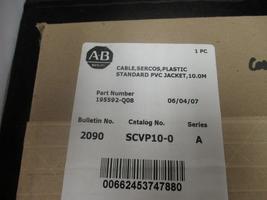 AB
1 PC
CABLE,SERCOS,PLASTIC
STANDARD PVC JACKET,10.0M
Part Number
195592-Q08
06/04/07
Bulletin No.
Catalog No.
Series
2090
SCVP10-0
A
00662453747880